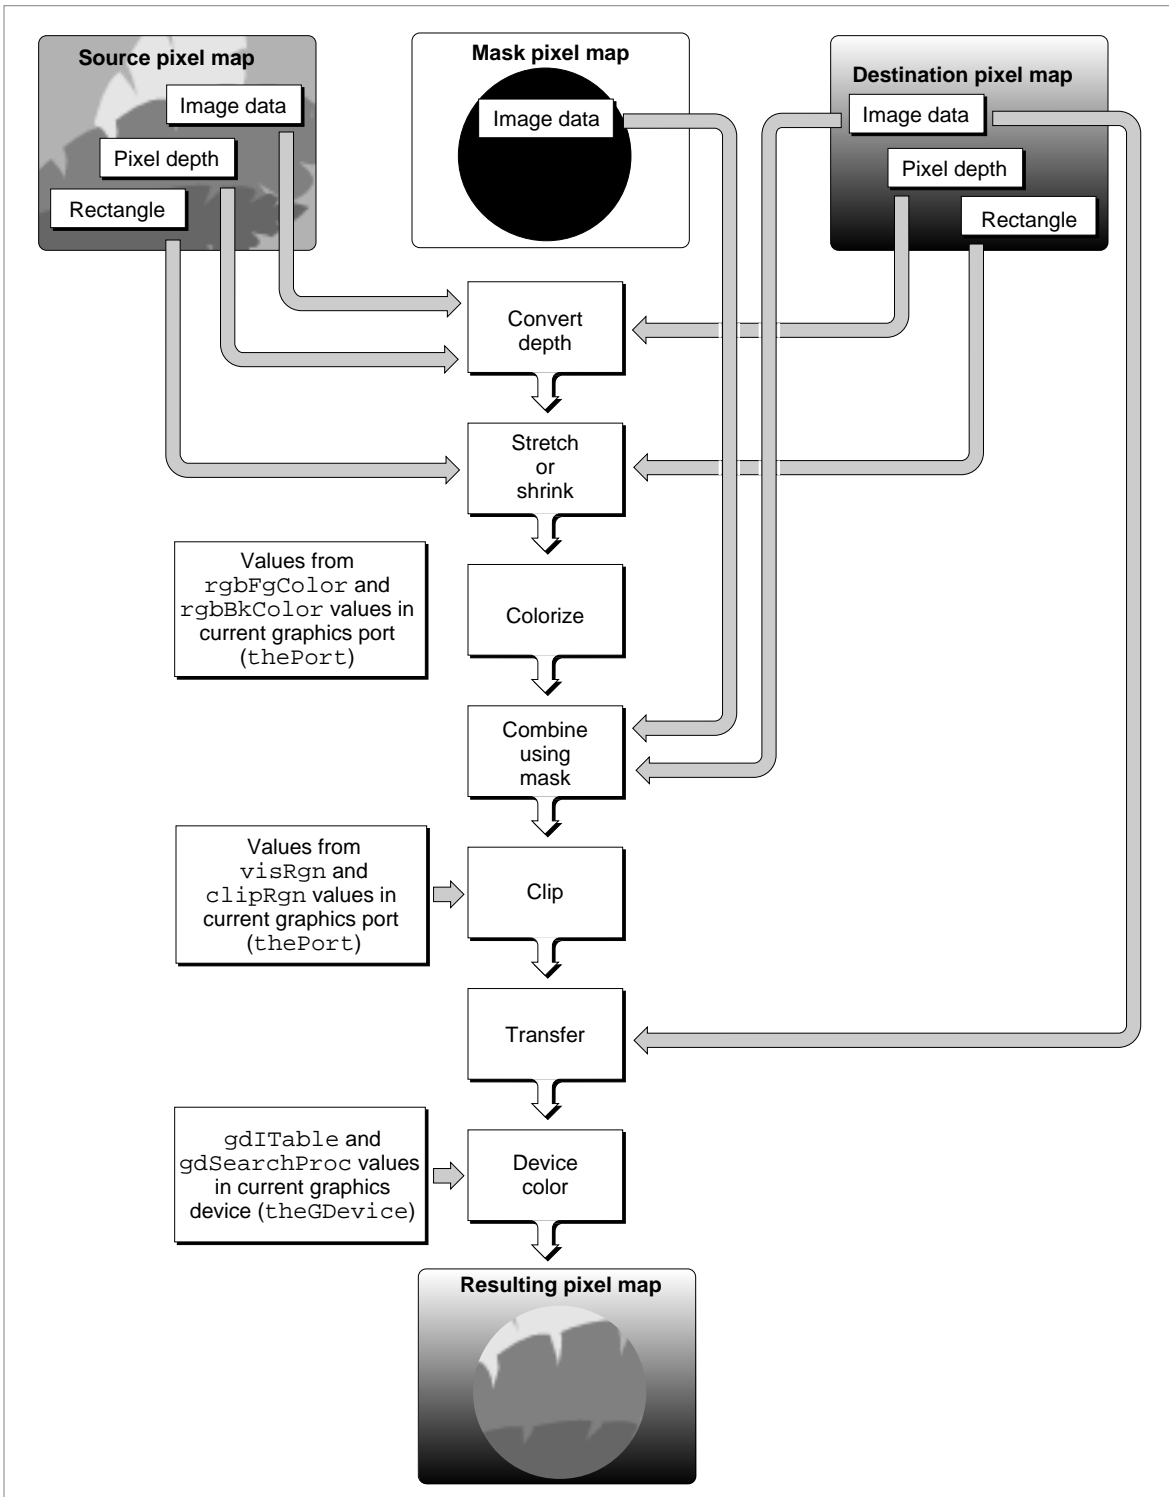 Source pixel map
Image data
Pixel depth
Rectangle
Mask pixel map
Image data
Destination pixel map
Image data
Pixel depth
Rectangle
Convert
depth
Stretch
or
shrink
Values from
rgbFgColor and
rgbBkColor values in
current graphics port
(thePort)
Colorize
Combine
using
mask
Values from
visRgn and
clipRgn values in
current graphics port
(thePort)
Clip
Transfer
gdITable and
gdSearchProc values
in current graphics
device (theGDevice)
Device
color
Resulting pixel map